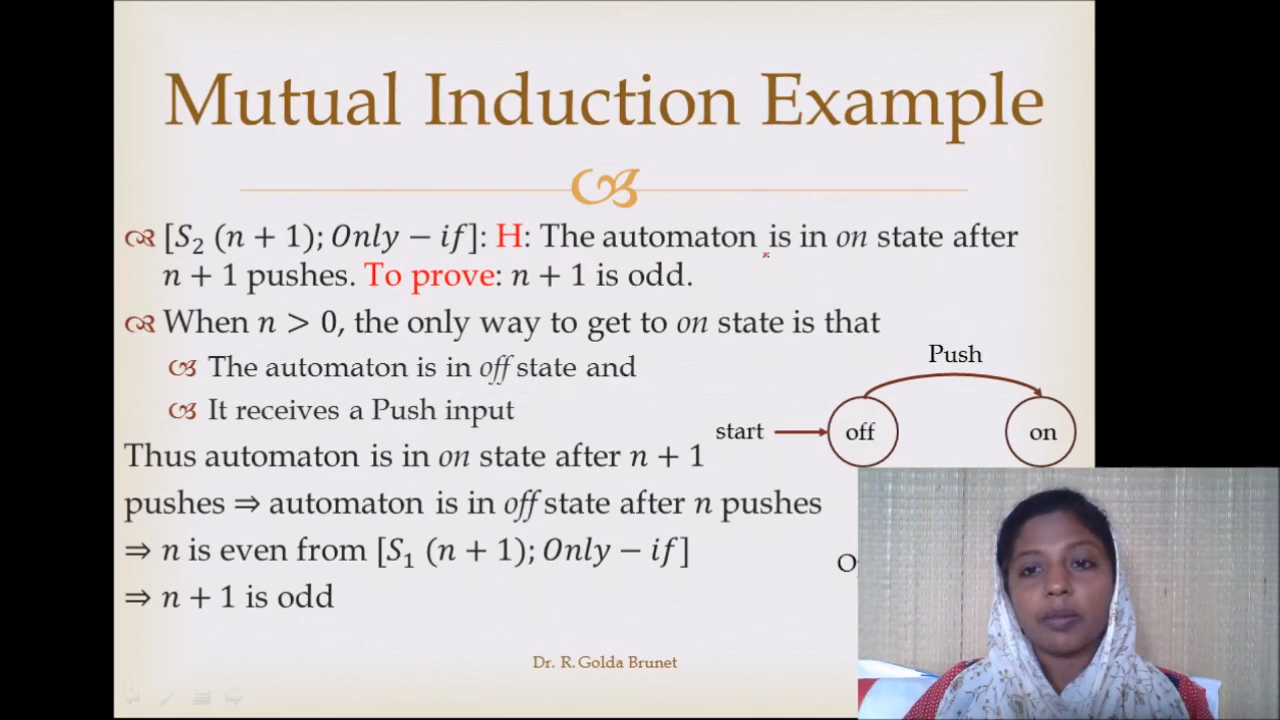 Mutual Induction Example
[S₂ (n + 1); Only − if]: H: The automaton is in on state after
n + 1 pushes. To prove: n + 1 is odd.
When n > 0, the only way to get to on state is that
The automaton is in off state and
It receives a Push input
Push
start
off
on
Thus automaton is in on state after n + 1
pushes ⇒ automaton is in off state after n pushes
⇒ n is even from [S₁ (n + 1); Only − if]
⇒ n + 1 is odd
Dr. R. Golda Brunet